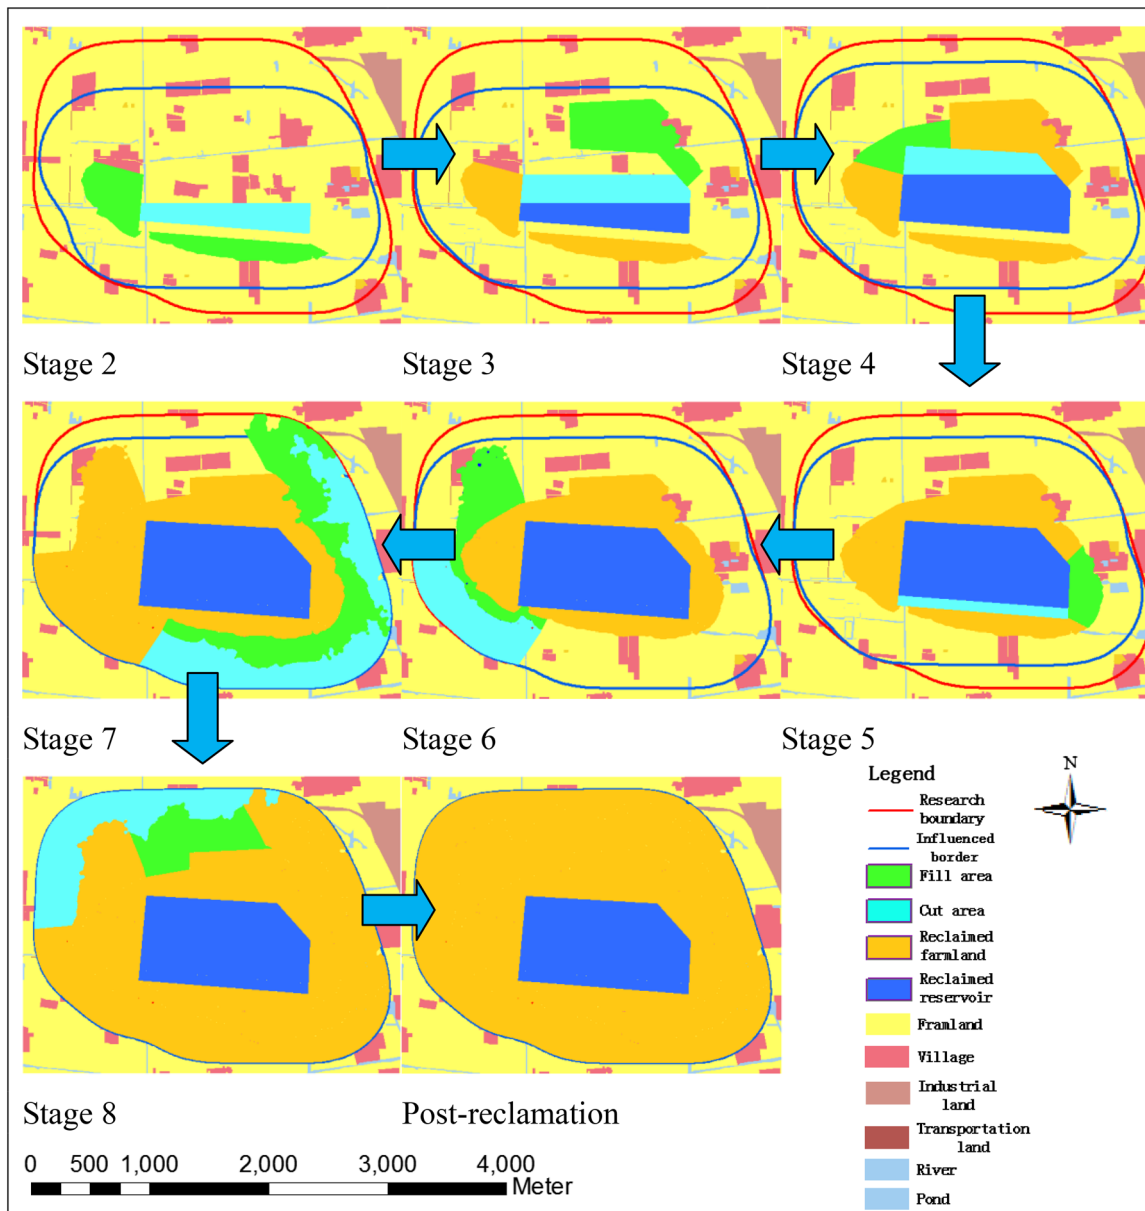 Stage 2
Stage 3
Stage 4
Stage 7
Stage 6
Stage 5
Legend
N
Research
boundary
Influenced
border
Fill area
Cut area
Reclaimed
farmland
Reclaimed
reservoir
Framland
Village
Industrial
land
Transportation
land
River
Pond
Stage 8
Post-reclamation
0 500 1,000 2,000 3,000 4,000
Meter